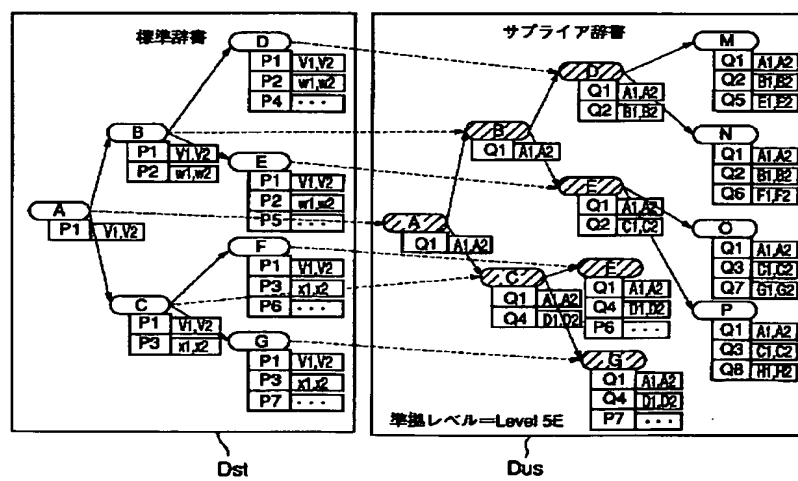 標準辞書
D
P1 V1,V2
P2 w1,w2
P4 ・・・
B
P1 V1,V2
P2 w1,w2
E
P1 V1,V2
P2 w1,w2
P5 ・・・
A
P1 V1,V2
F
P1 V1,V2
P3 x1,x2
P6 ・・・
C
P1 V1,V2
P3 x1,x2
G
P1 V1,V2
P3 x1,x2
P7 ・・・
Dst
サプライア辞書
D
Q1 A1,A2
Q2 B1,B2
B
Q1 A1,A2
E
Q1 A1,A2
Q2 C1,C2
A
Q1 A1,A2
C
Q1 A1,A2
Q4 D1,D2
Q1 A1,A2
Q4 D1,D2
P6 ・・・
G
Q1 A1,A2
Q4 D1,D2
P7 ・・・
M
Q1 A1,A2
Q2 B1,B2
Q5 E1,E2
N
Q1 A1,A2
Q2 B1,B2
Q6 F1,F2
O
Q1 A1,A2
Q3 C1,C2
Q7 G1,G2
P
Q1 A1,A2
Q3 C1,C2
Q8 H1,H2
準拠レベル=Level 5E
Dus